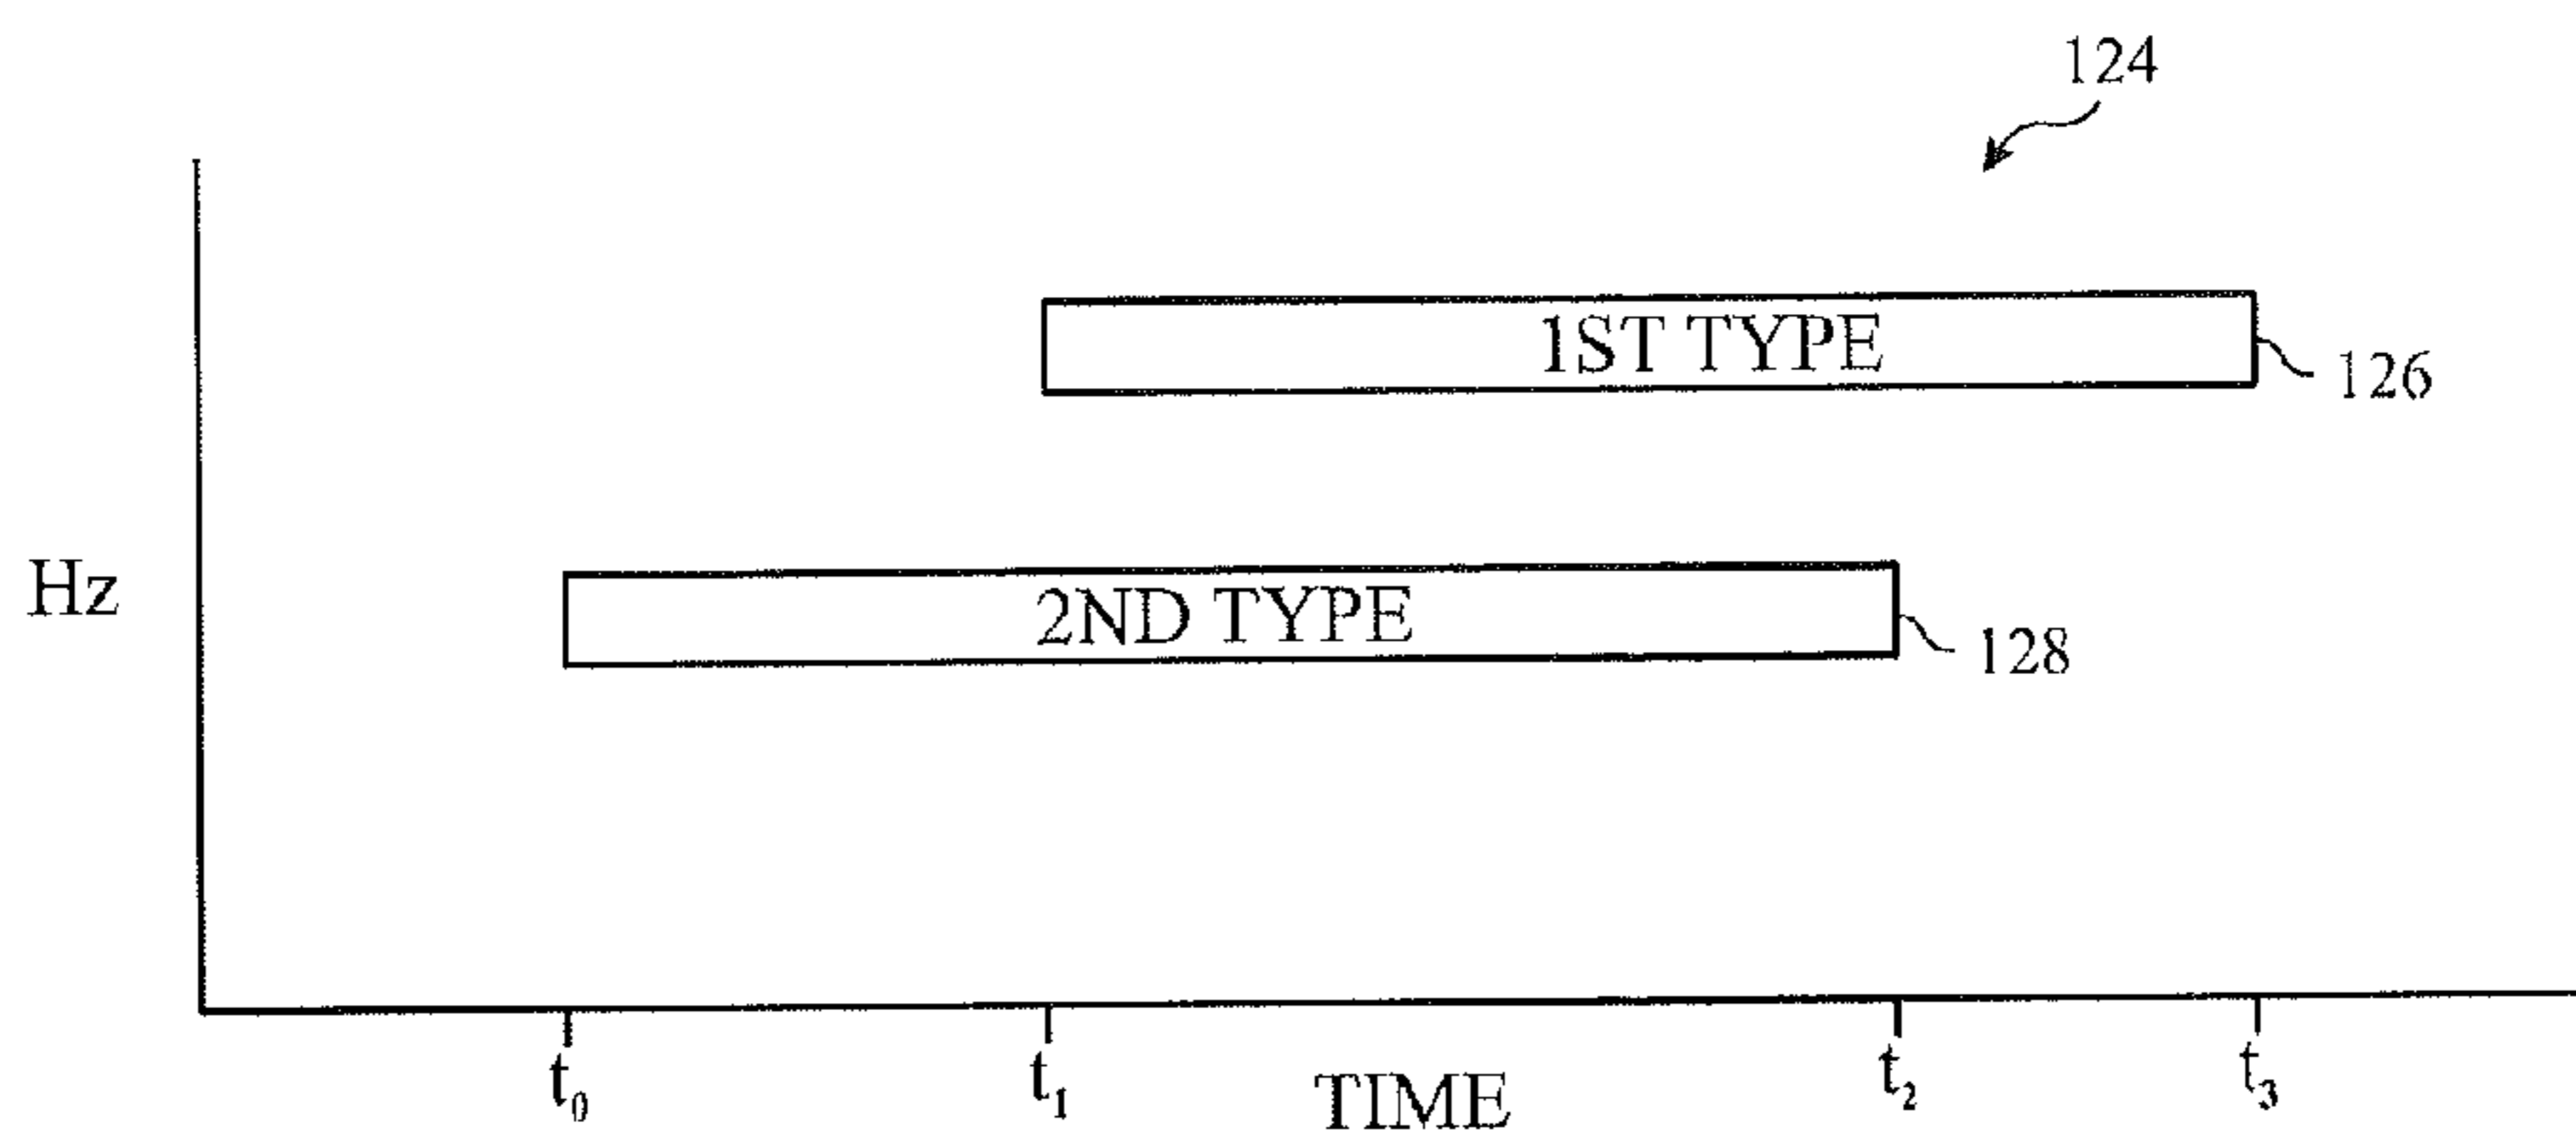 124
1ST TYPE
126
Hz
2ND TYPE
128
t₀
t₁
t₂
t₃
TIME